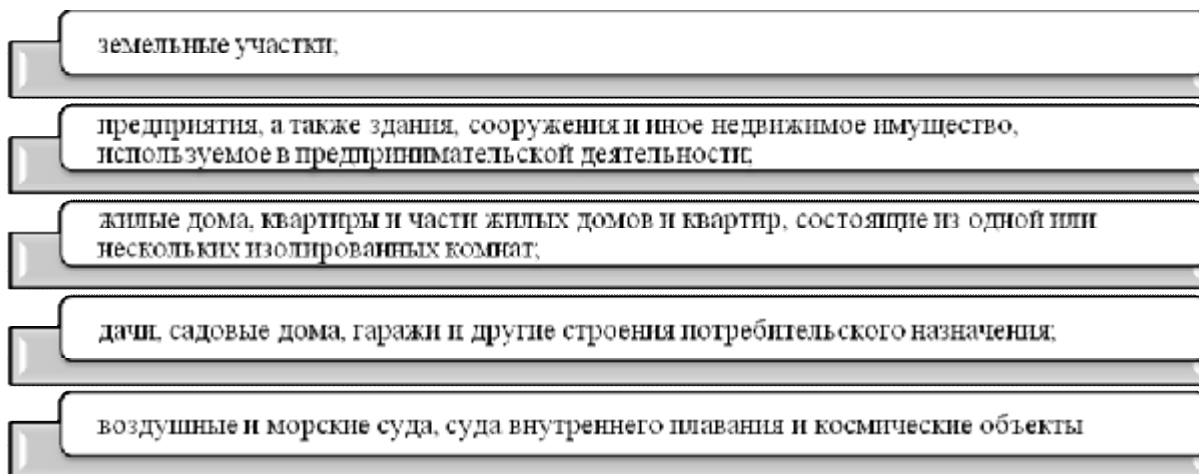 земельные участки;
предприятия, а также здания, сооружения и иное недвижимое имущество,
используемое в предпринимательской деятельности;
жилые дома, квартиры и части жилых домов и квартир, состоящие из одной или
нескольких изолированных комнат;
дачи, садовые дома, гаражи и другие строения потребительского назначения;
воздушные и морские суда, суда внутреннего плавания и космические объекты